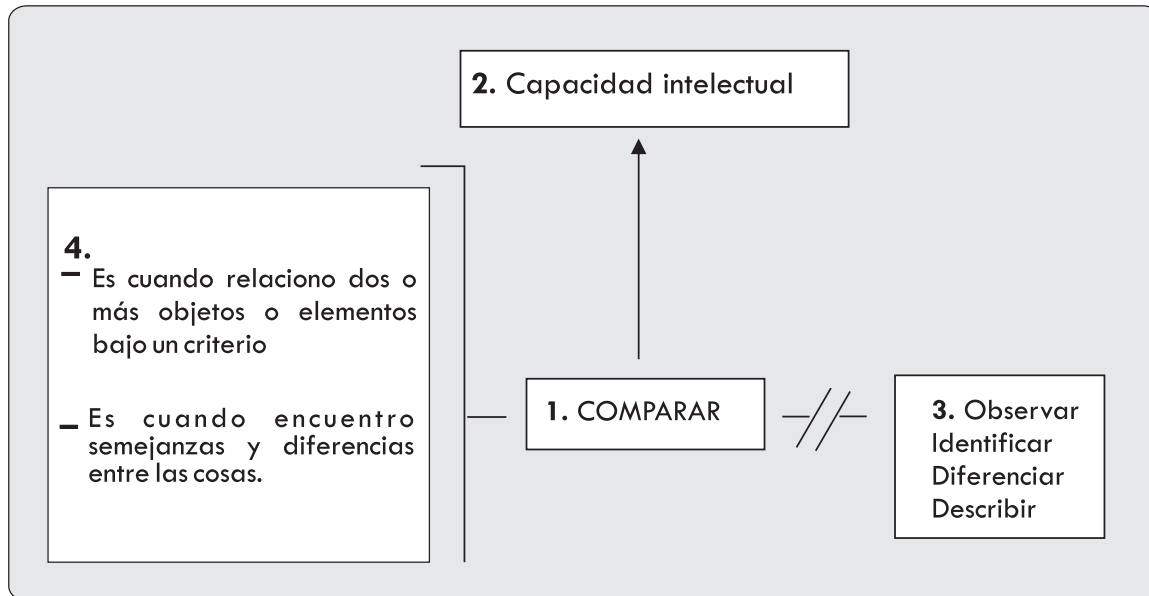 2. Capacidad intelectual
4.
– Es cuando relaciono dos o
más objetos o elementos
bajo un criterio
– Es cuando encuentro
semejanzas y diferencias
entre las cosas.
1. COMPARAR
3. Observar
Identificar
Diferenciar
Describir